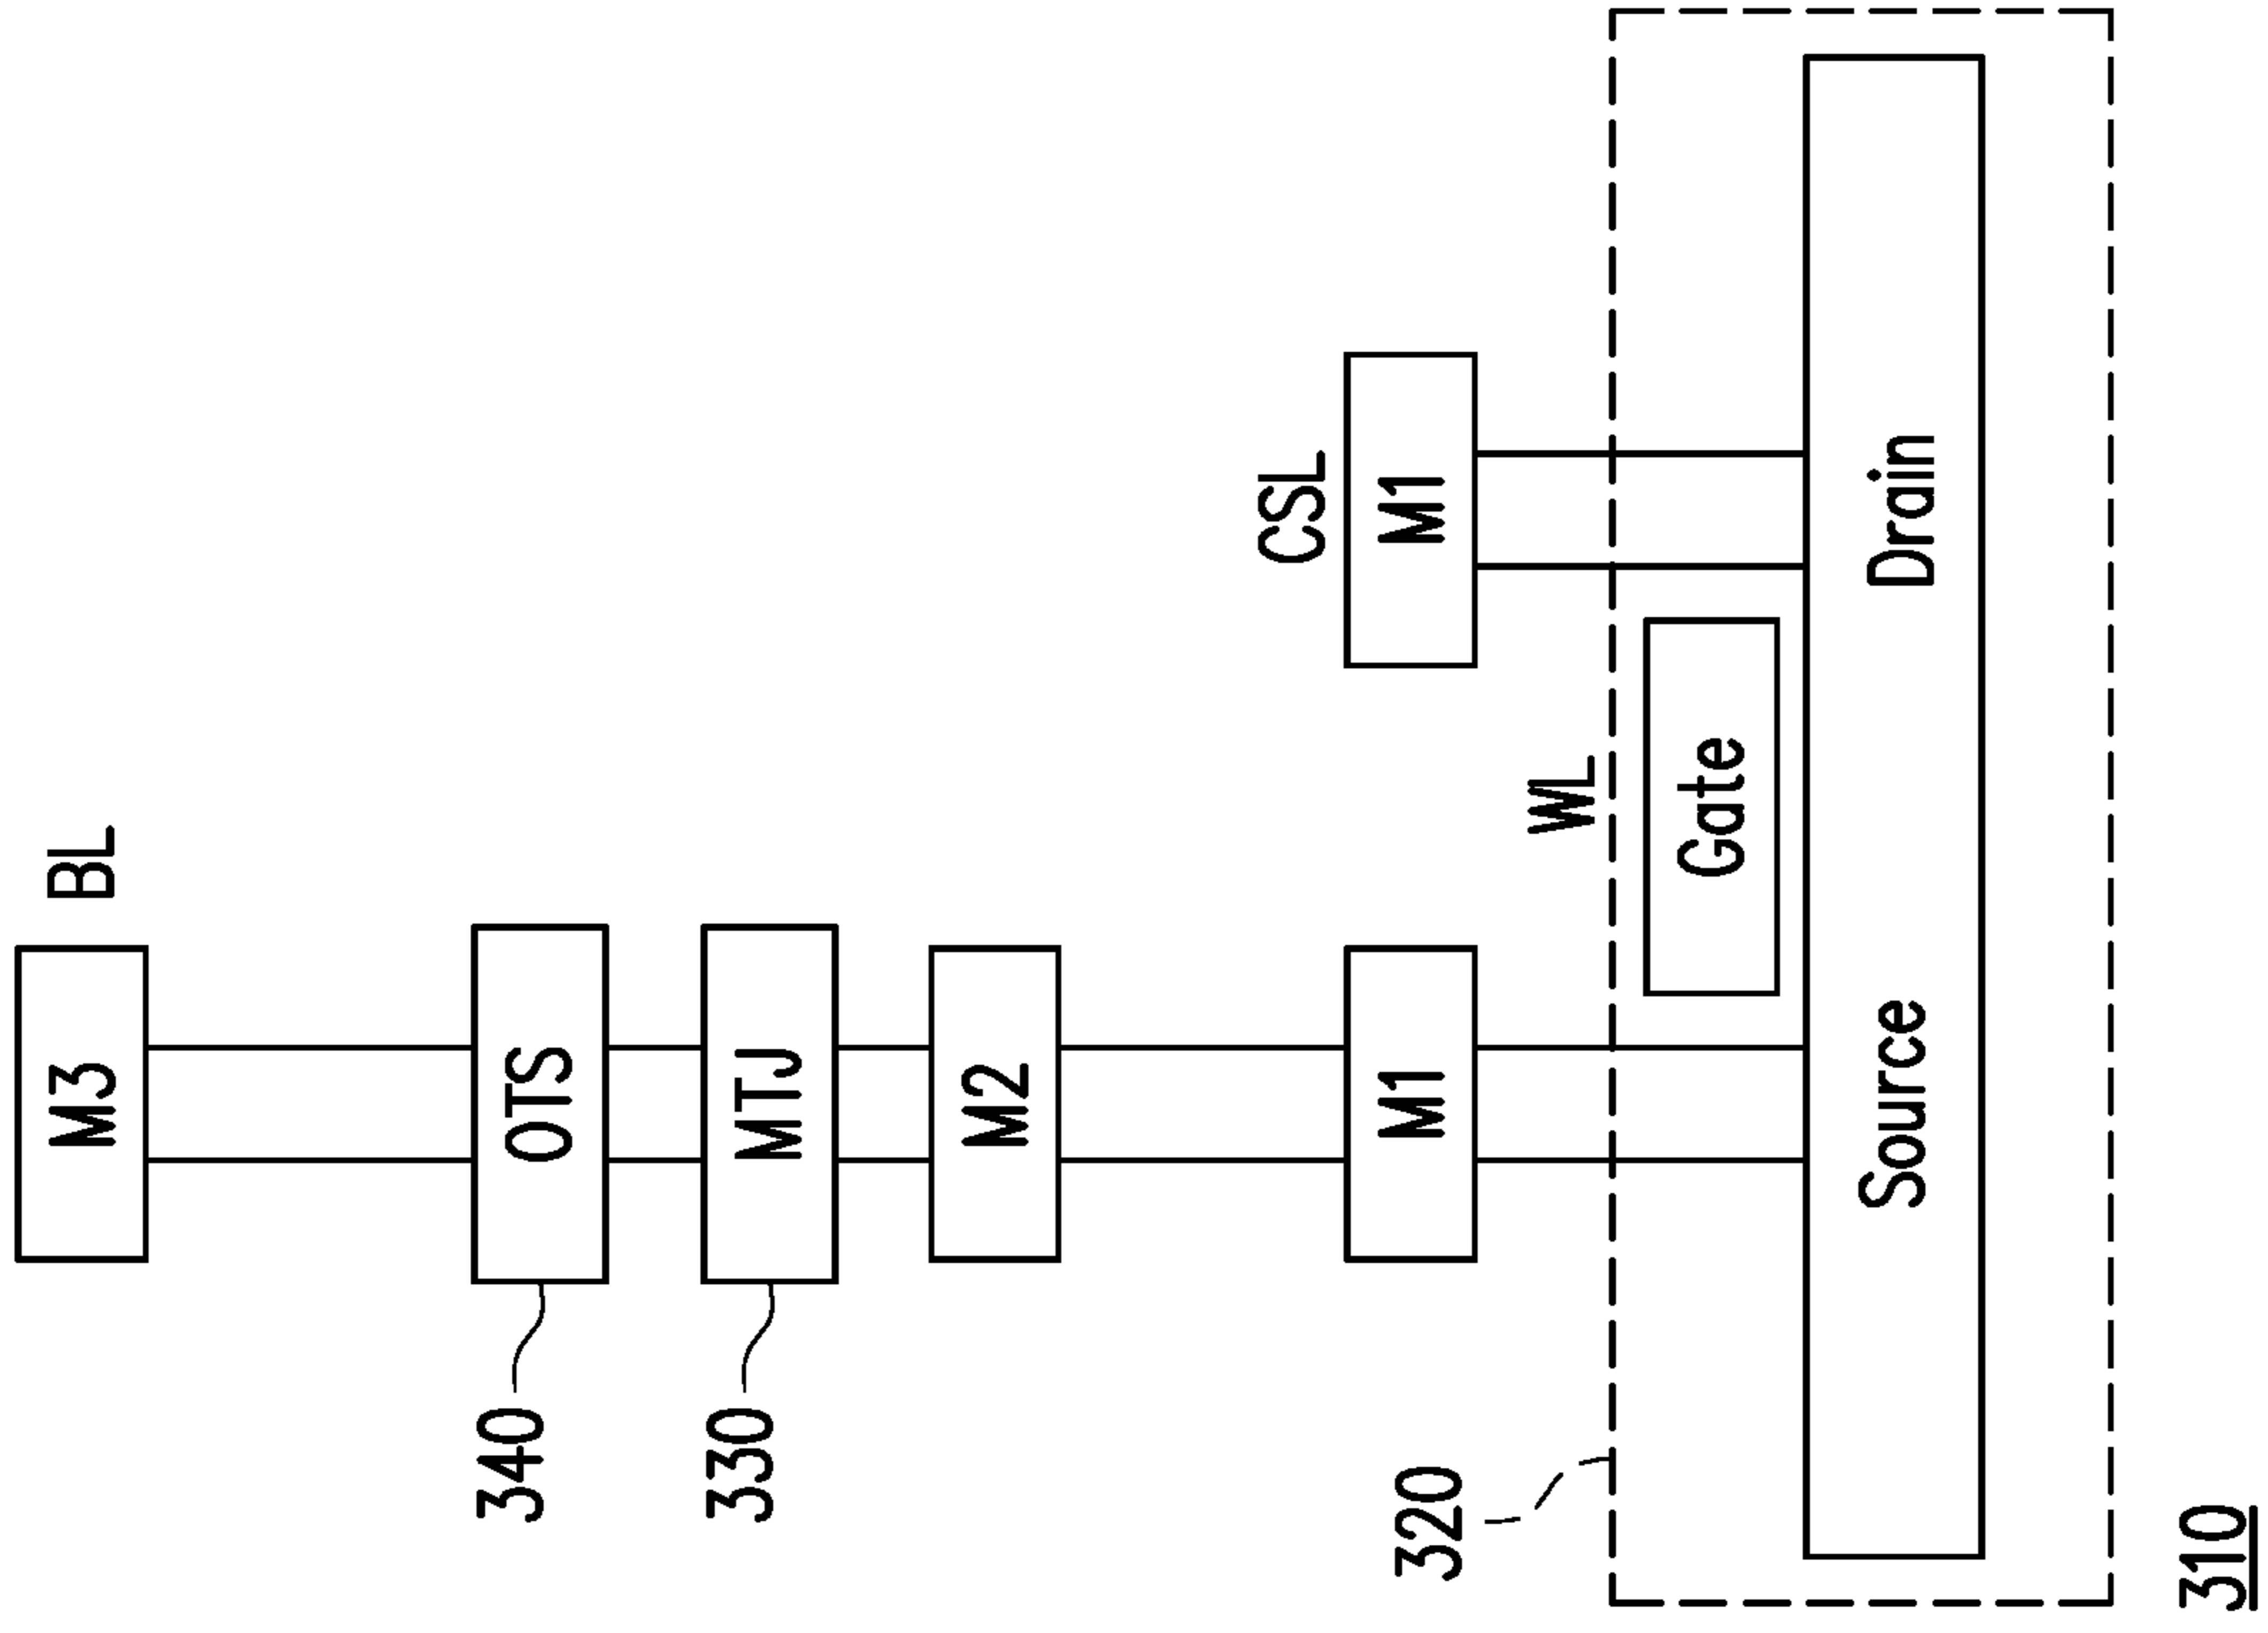 M3 BL
340 OTS
330 MTJ
M2
CSL
M1 M1
WL
320
Gate
Source Drain
310